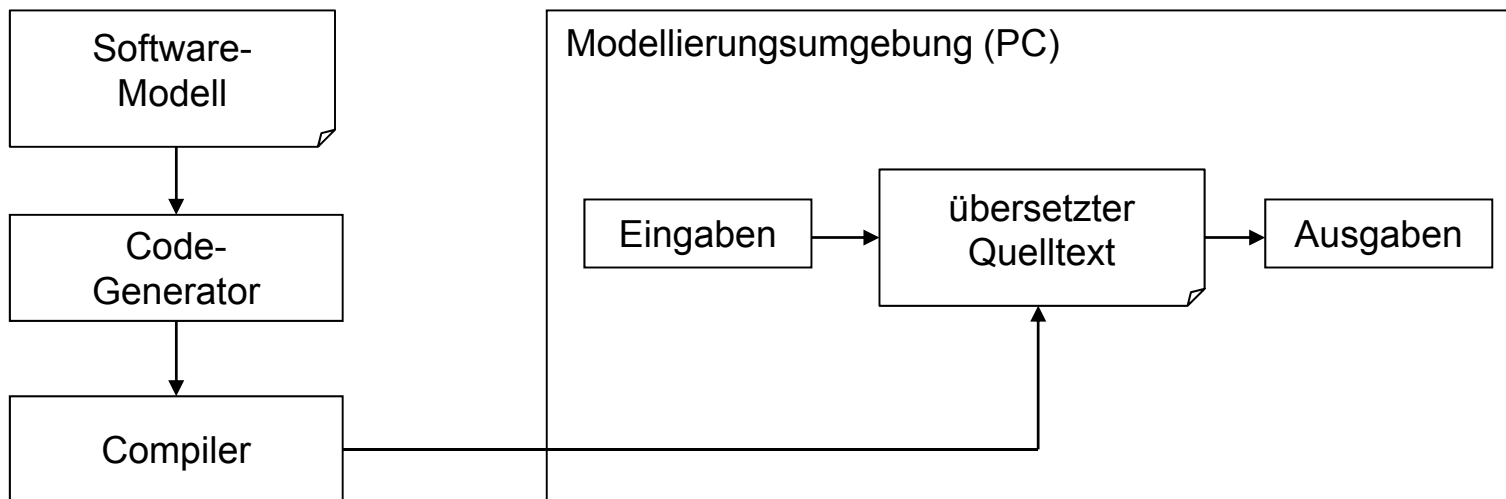 Software-
Modell
Code-
Generator
Compiler
Modellierungsumgebung (PC)
Eingaben
übersetzter
Quelltext
Ausgaben